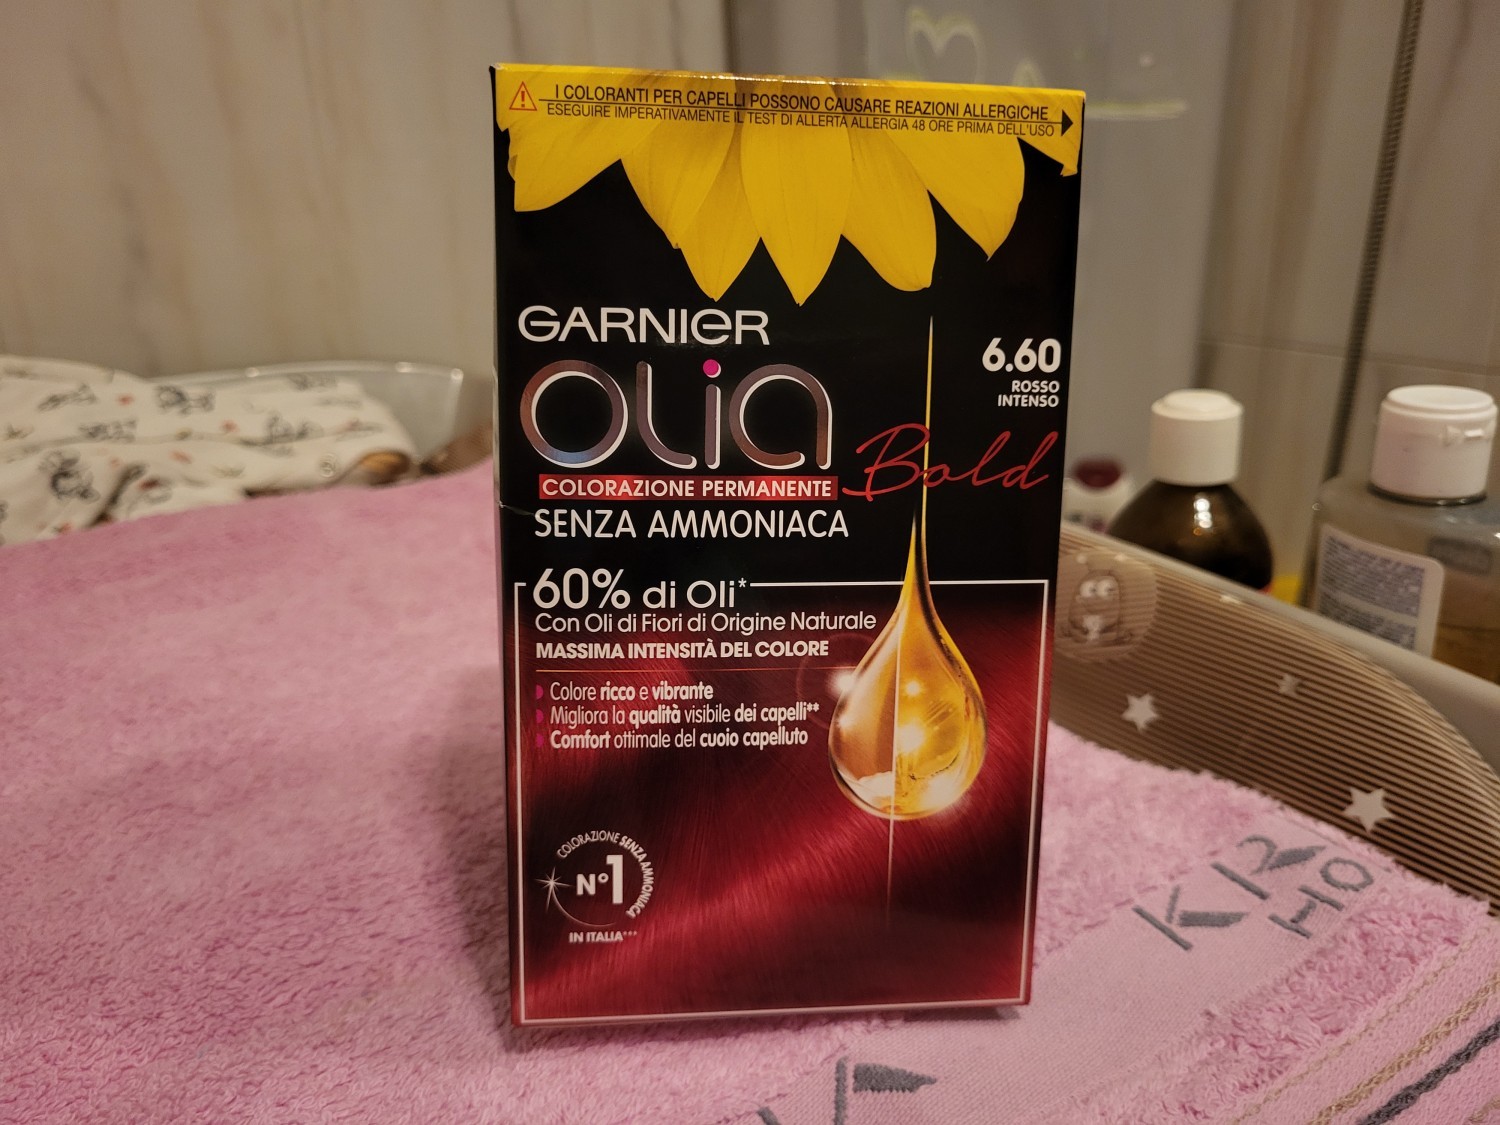 I COLORANTI PER CAPELLI POSSONO CAUSARE REAZIONI ALLERGICHE
ESEGUIRE IMPERATIVAMENTE IL TEST DI ALLERTA ALLERGIA 48 ORE PRIMA DELL'USO
GARNIER
OLIA
6.60
ROSSO
INTENSO
Bold
COLORAZIONE PERMANENTE
SENZA AMMONIACA
60% di Oli*
Con Oli di Fiori di Origine Naturale
MASSIMA INTENSITÀ DEL COLORE
Colore ricco e vibrante
Migliora la qualità visibile dei capelli**
Comfort ottimale del cuoio capelluto
COLORAZIONE SENZA AMMONIACA
N°1
IN ITALIA***
HO